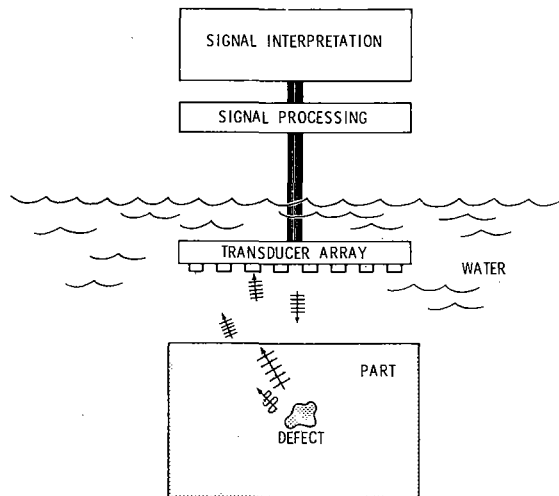 SIGNAL INTERPRETATION
SIGNAL PROCESSING
TRANSDUCER ARRAY
WATER
PART
DEFECT